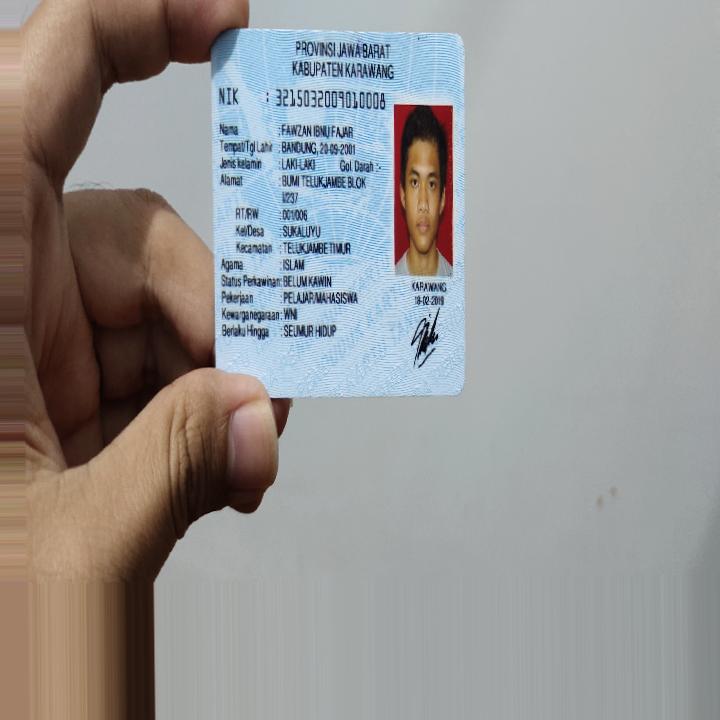 PROVINSI JAWA BARAT
KABUPATEN KARAWANG
NIK : 3215032009010008
Nama : FAWZAN IBNU FAJAR
Tempat/Tgl Lahir : BANDUNG, 20-09-2001
Jenis kelamin : LAKI-LAKI Gol. Darah :-
Alamat : BUMI TELUKJAMBE BLOK
RT/RW : 001/006
Kel/Desa : SUKALUYU
Kecamatan : TELUKJAMBE TIMUR
Agama : ISLAM
Status Perkawinan: BELUM KAWIN
Pekerjaan : PELAJAR/MAHASISWA
Kewarganegaraan: WNI
Berlaku Hingga : SEUMUR HIDUP
KARAWANG
18-02-2019